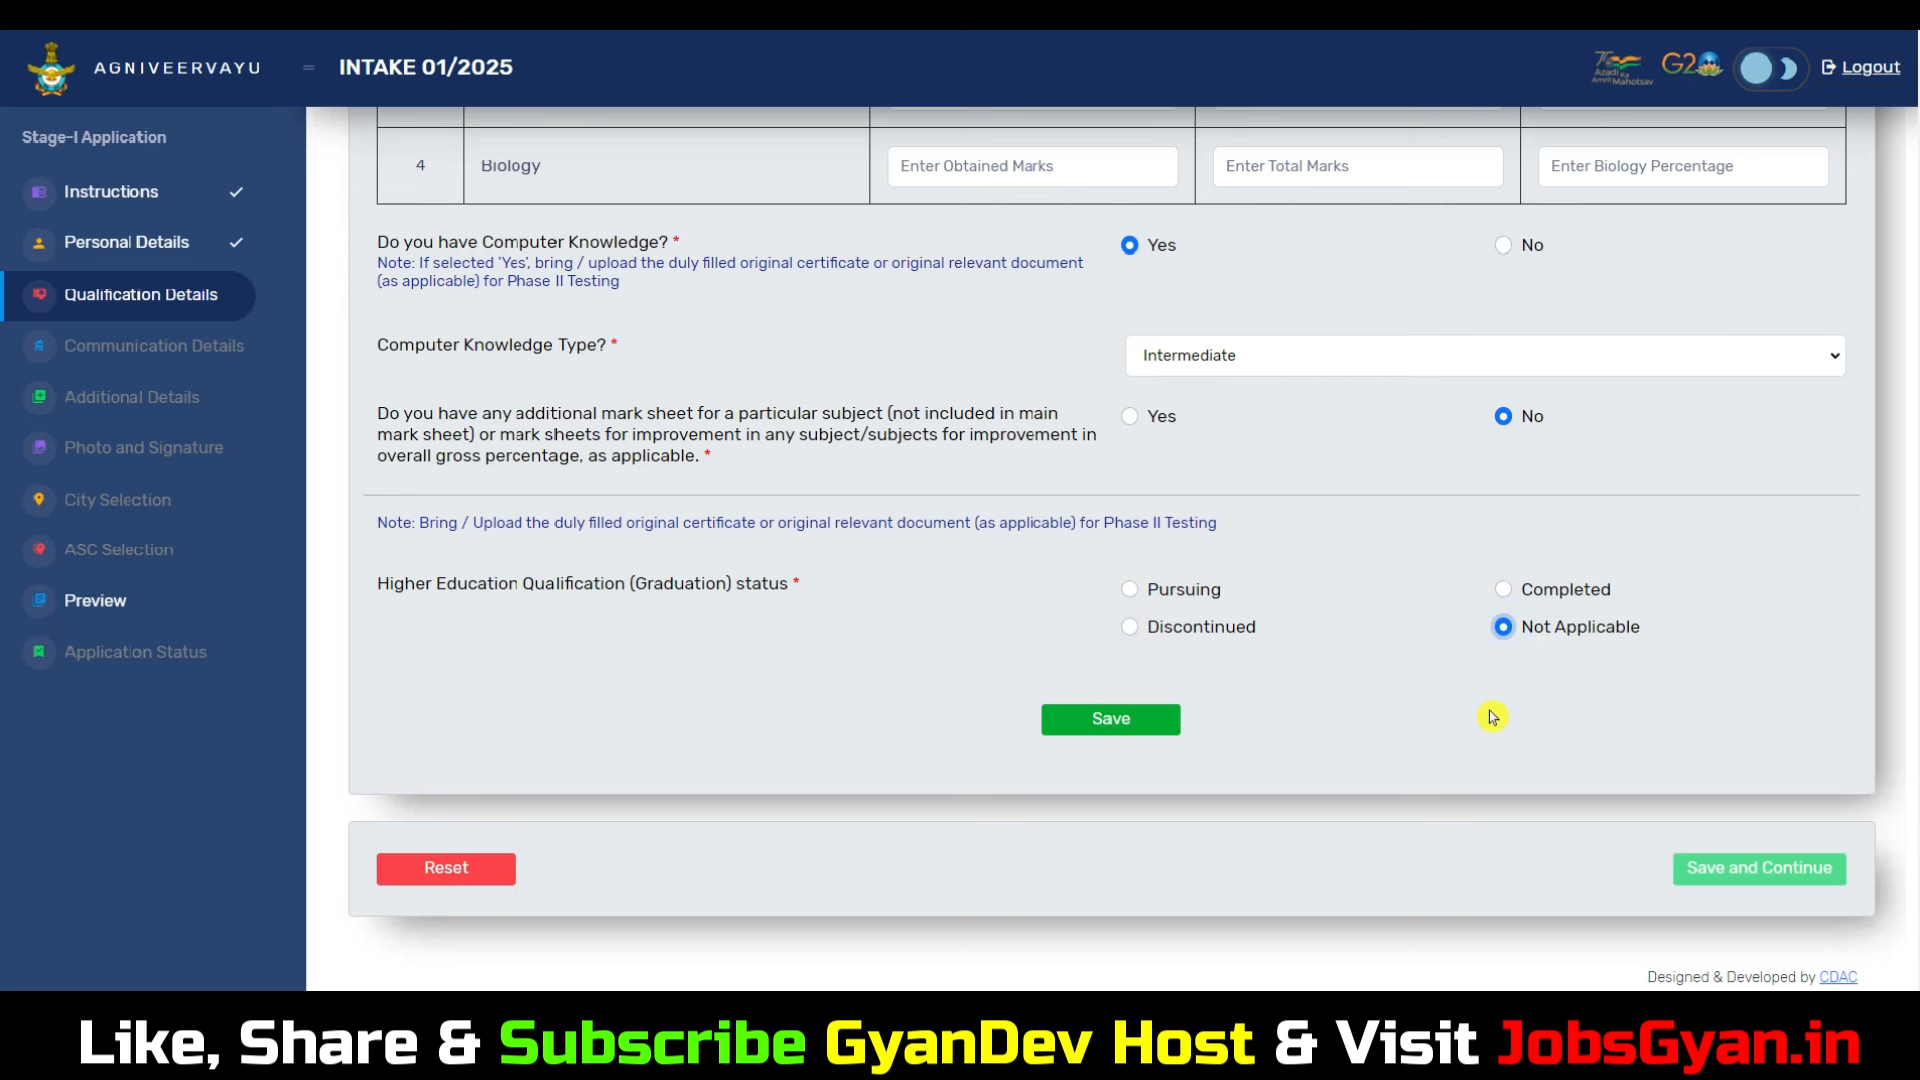 AGNIVEERVAYU
INTAKE 01/2025
Azadi Ka Amrit Mahotsav
G20
Logout
Stage-I Application
Instructions
Personal Details
Qualification Details
Communication Details
Additional Details
Photo and Signature
City Selection
ASC Selection
Preview
Application Status
4 Biology Enter Obtained Marks Enter Total Marks Enter Biology Percentage
Do you have Computer Knowledge? * Yes No
Note: If selected 'Yes', bring / upload the duly filled original certificate or original relevant document
(as applicable) for Phase II Testing
Computer Knowledge Type? * Intermediate
Do you have any additional mark sheet for a particular subject (not included in main Yes No
mark sheet) or mark sheets for improvement in any subject/subjects for improvement in
overall gross percentage, as applicable. *
Note: Bring / Upload the duly filled original certificate or original relevant document (as applicable) for Phase II Testing
Higher Education Qualification (Graduation) status * Pursuing Completed
Discontinued Not Applicable
Save
Reset Save and Continue
Designed & Developed by CDAC
Like, Share & Subscribe GyanDev Host & Visit JobsGyan.in